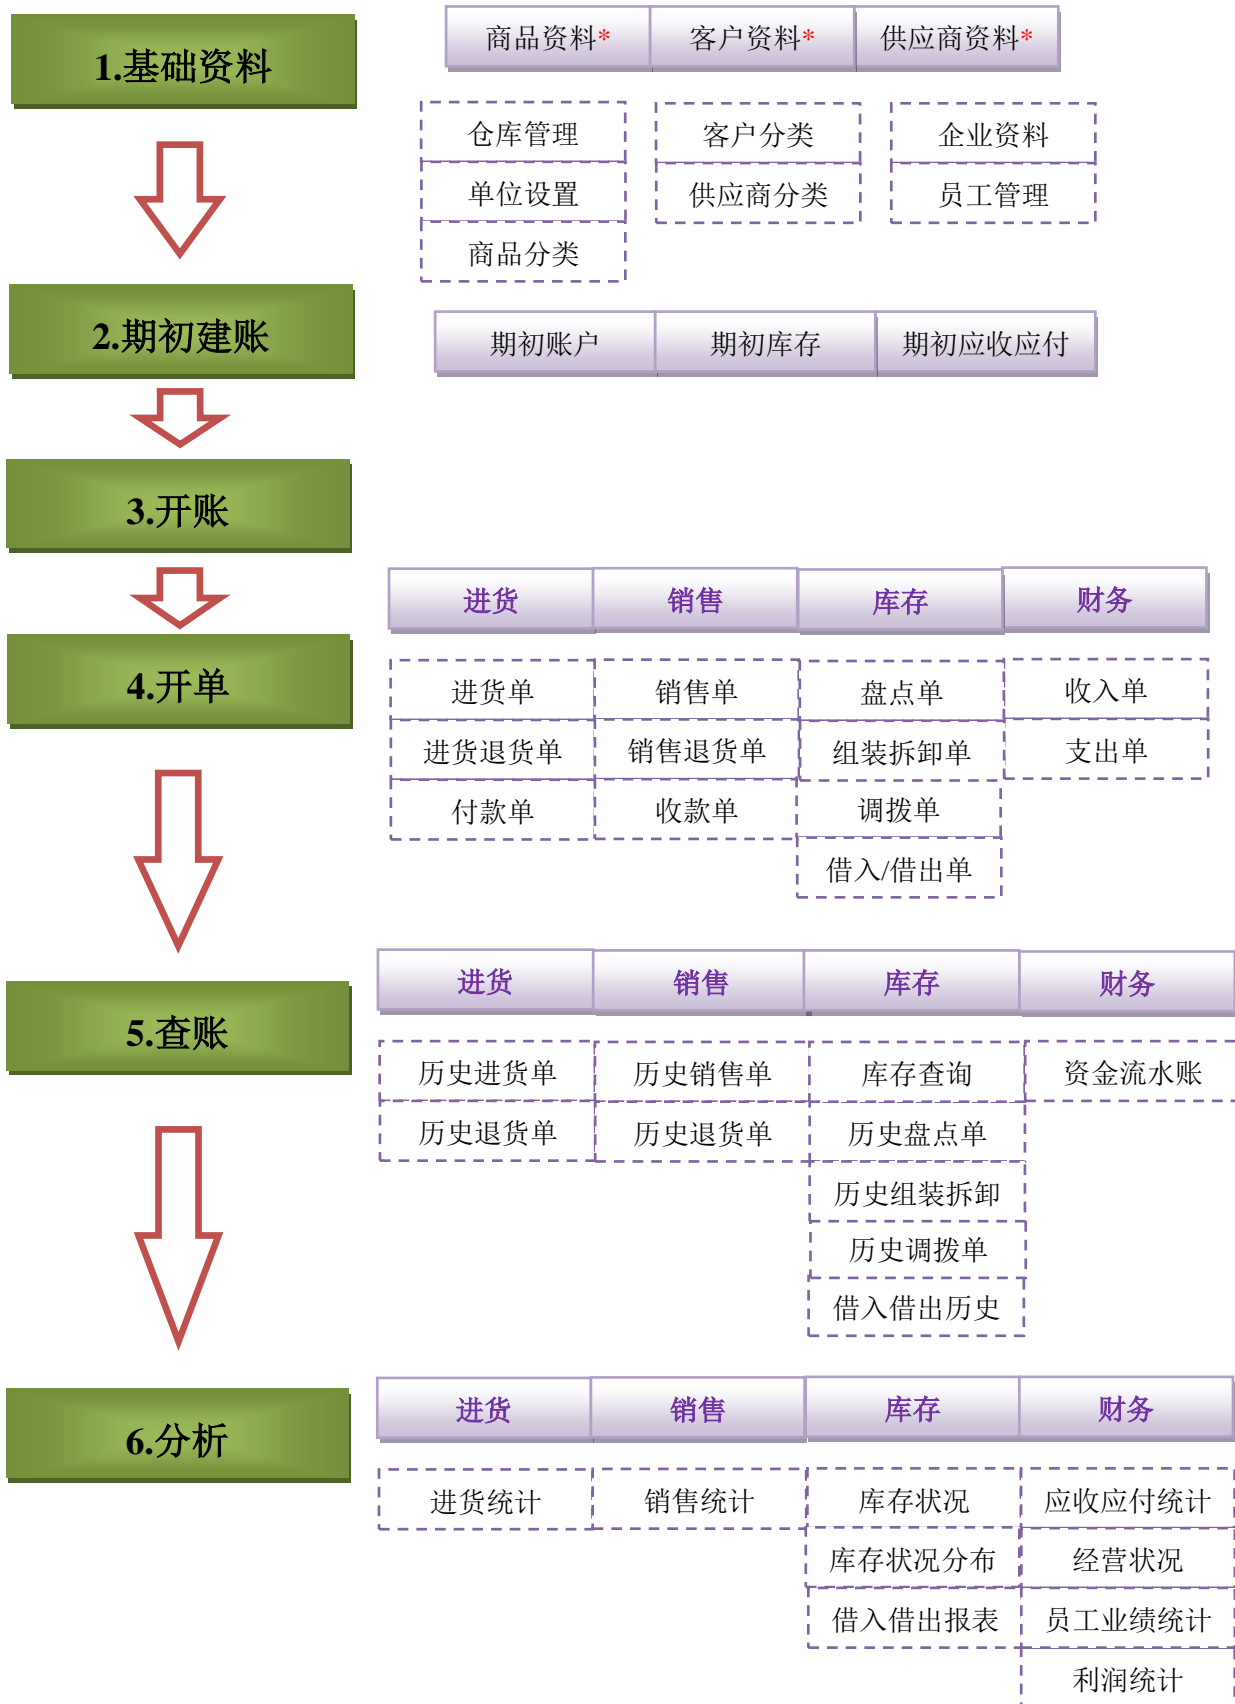 1.基础资料
商品资料* 客户资料* 供应商资料*
仓库管理 客户分类 企业资料
单位设置 供应商分类 员工管理
商品分类
2.期初建账
期初账户 期初库存 期初应收应付
3.开账
进货 销售 库存 财务
4.开单
进货单 销售单 盘点单 收入单
进货退货单 销售退货单 组装拆卸单 支出单
付款单 收款单 调拨单
借入/借出单
进货 销售 库存 财务
5.查账
历史进货单 历史销售单 库存查询 资金流水账
历史退货单 历史退货单 历史盘点单
历史组装拆卸
历史调拨单
借入借出历史
进货 销售 库存 财务
6.分析
进货统计 销售统计 库存状况 应收应付统计
库存状况分布 经营状况
借入借出报表 员工业绩统计
利润统计